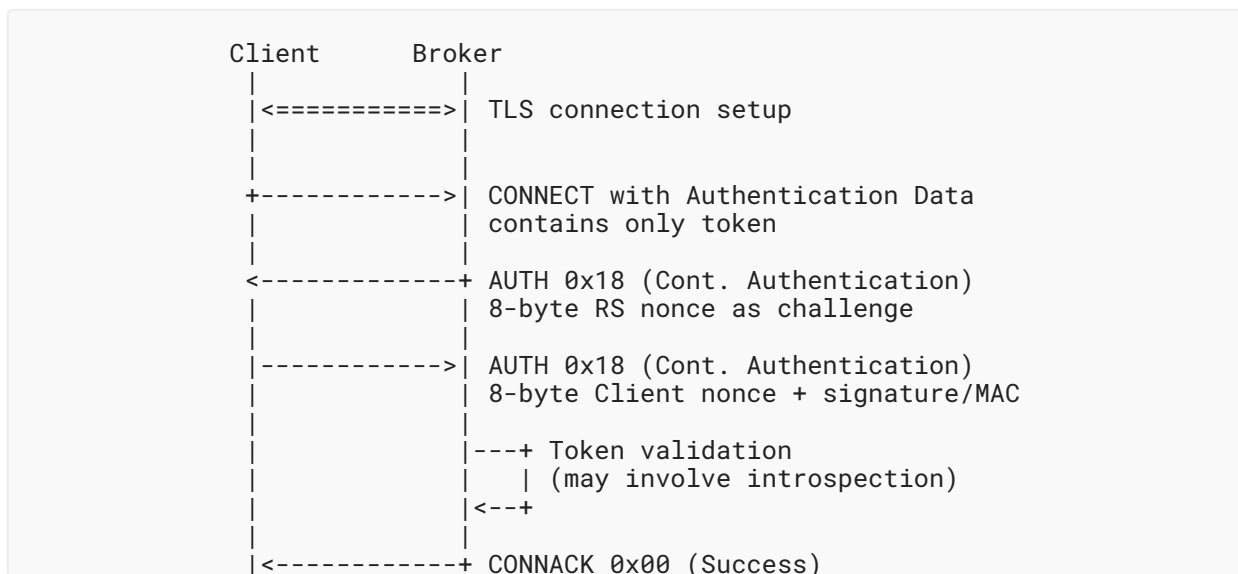 Client Broker
TLS connection setup
CONNECT with Authentication Data
contains only token
AUTH 0x18 (Cont. Authentication)
8-byte RS nonce as challenge
AUTH 0x18 (Cont. Authentication)
8-byte Client nonce + signature/MAC
Token validation
(may involve introspection)
CONNACK 0x00 (Success)